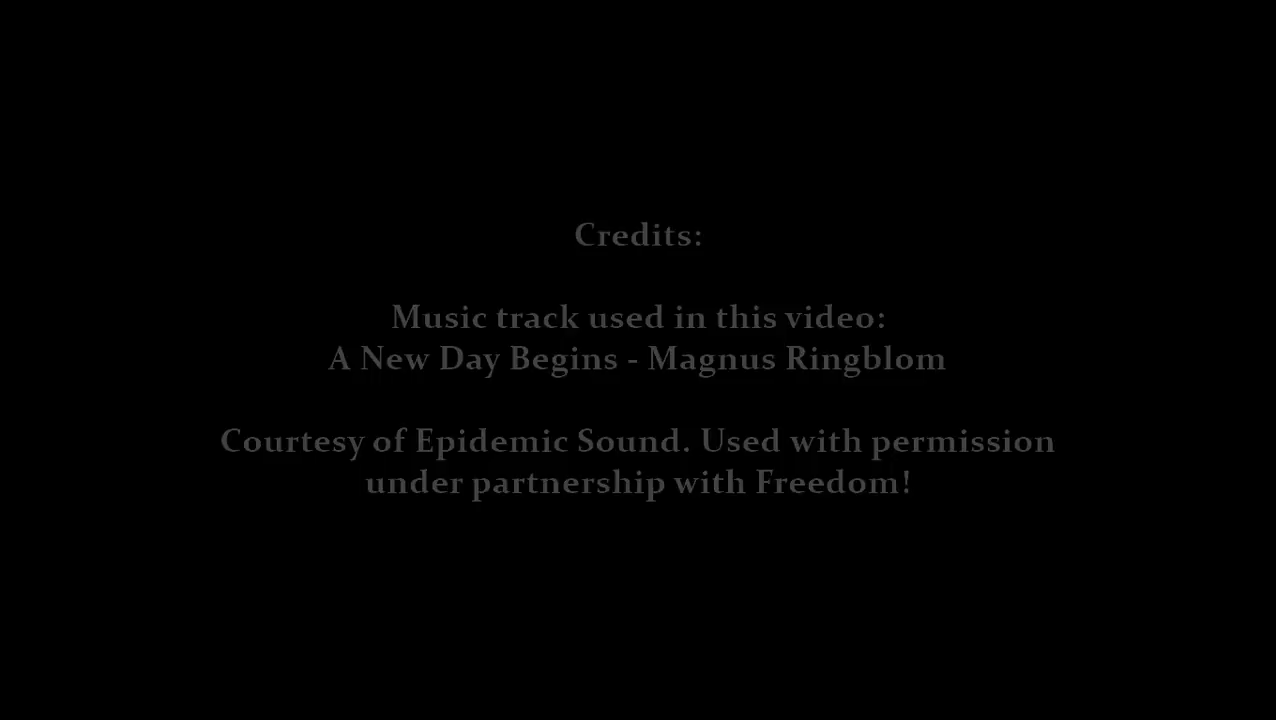 Credits:
Music track used in this video:
A New Day Begins - Magnus Ringblom
Courtesy of Epidemic Sound. Used with permission
under partnership with Freedom!